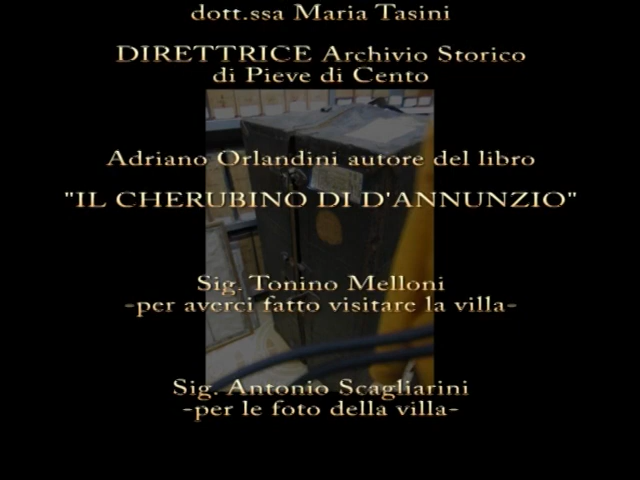 dott.ssa Maria Tasini
DIRETTRICE Archivio Storico
di Pieve di Cento
Adriano Orlandini autore del libro
"IL CHERUBINO DI D'ANNUNZIO"
Sig. Tonino Melloni
-per averci fatto visitare la villa-
Sig. Antonio Scagliarini
-per le foto della villa-